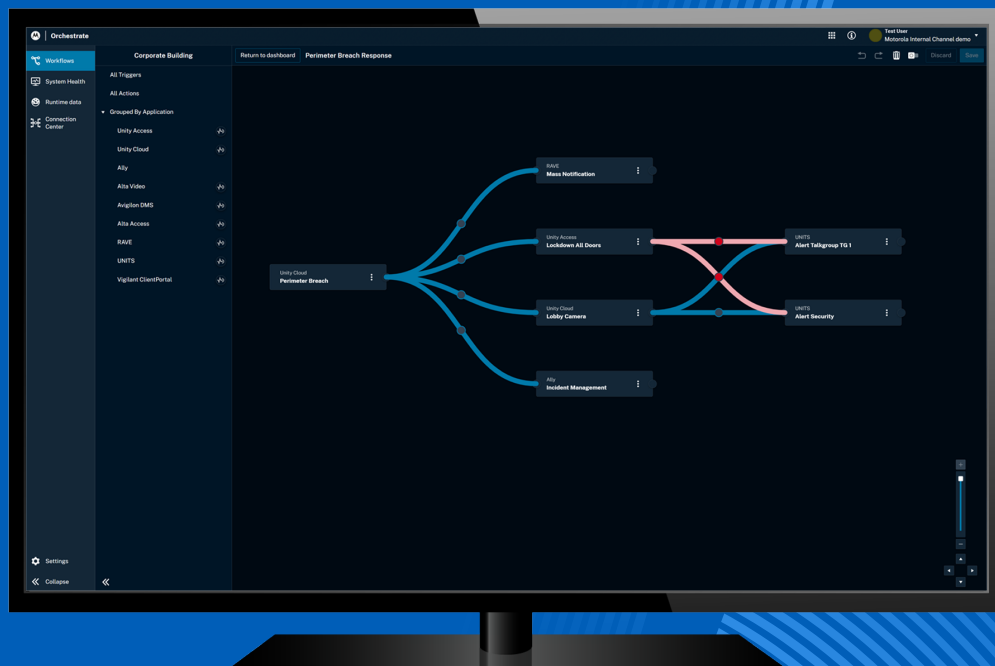 Orchestrate
Test User
Motorola Internal Channel demo
Workflows
System Health
Runtime data
Connection
Center
Settings
Collapse
Corporate Building
All Triggers
All Actions
Grouped By Application
Unity Access
Unity Cloud
Ally
Alta Video
Avigilon DMS
Alta Access
RAVE
UNITS
Vigilant ClientPortal
Return to dashboard
Perimeter Breach Response
Discard
Save
Unity Cloud
Perimeter Breach
RAVE
Mass Notification
Unity Access
Lockdown All Doors
Unity Cloud
Lobby Camera
Ally
Incident Management
UNITS
Alert Talkgroup TG 1
UNITS
Alert Security